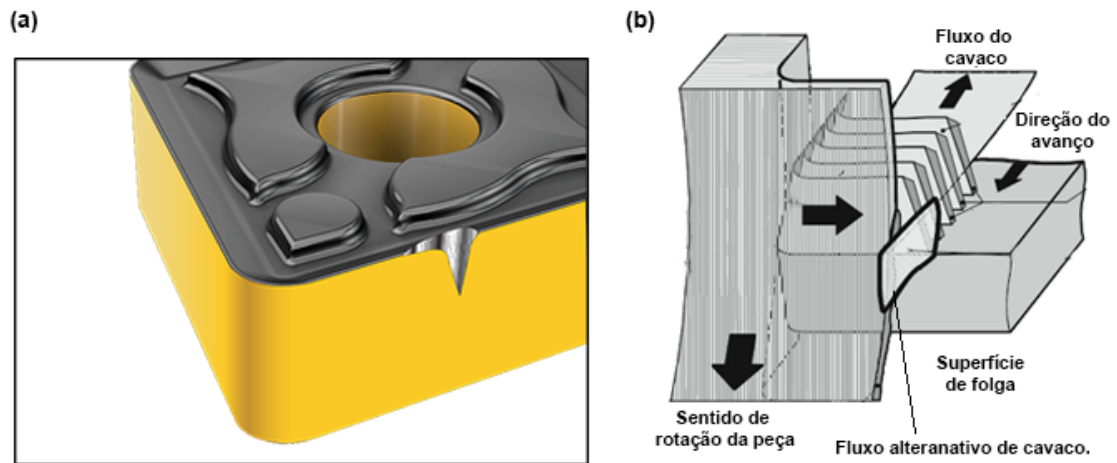 (a)
(b)
Fluxo do
cavaco
Direção do
avanço
Superfície
de folga
Sentido de
rotação da peça
Fluxo alteranativo de cavaco.